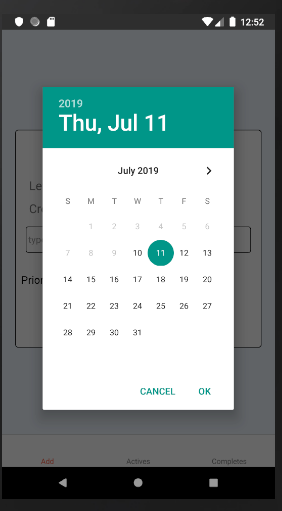 12:52
2019
Thu, Jul 11
July 2019
S M T W T F S
1 2 3 4 5 6
7 8 9 10 11 12 13
14 15 16 17 18 19 20
21 22 23 24 25 26 27
28 29 30 31
Le
Cre
type
Prior
CANCEL OK
Add Actives Completes